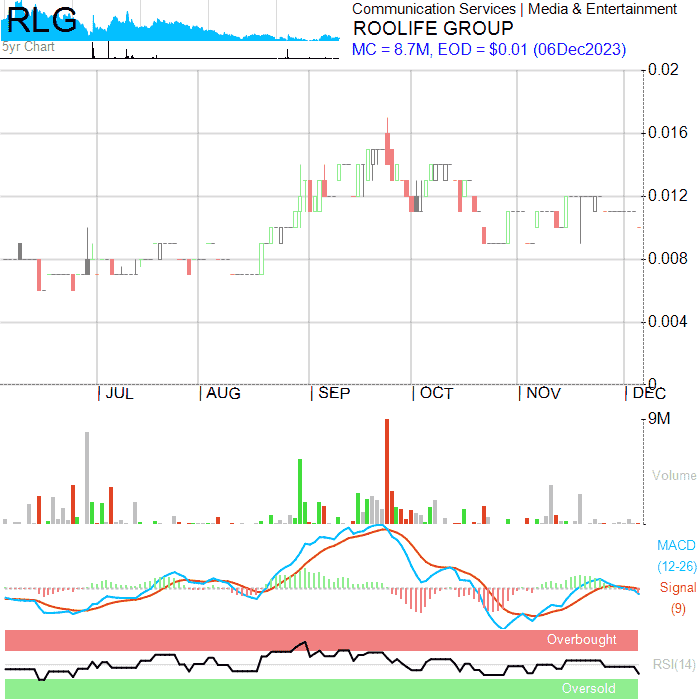 RLG
5yr Chart
Communication Services | Media & Entertainment
ROOLIFE GROUP
MC = 8.7M, EOD = $0.01 (06Dec2023)
0.02
0.016
0.012
0.008
0.004
0
JUL
AUG
SEP
OCT
NOV
DEC
9M
Volume
MACD
(12-26)
Signal
(9)
Overbought
RSI(14)
Oversold